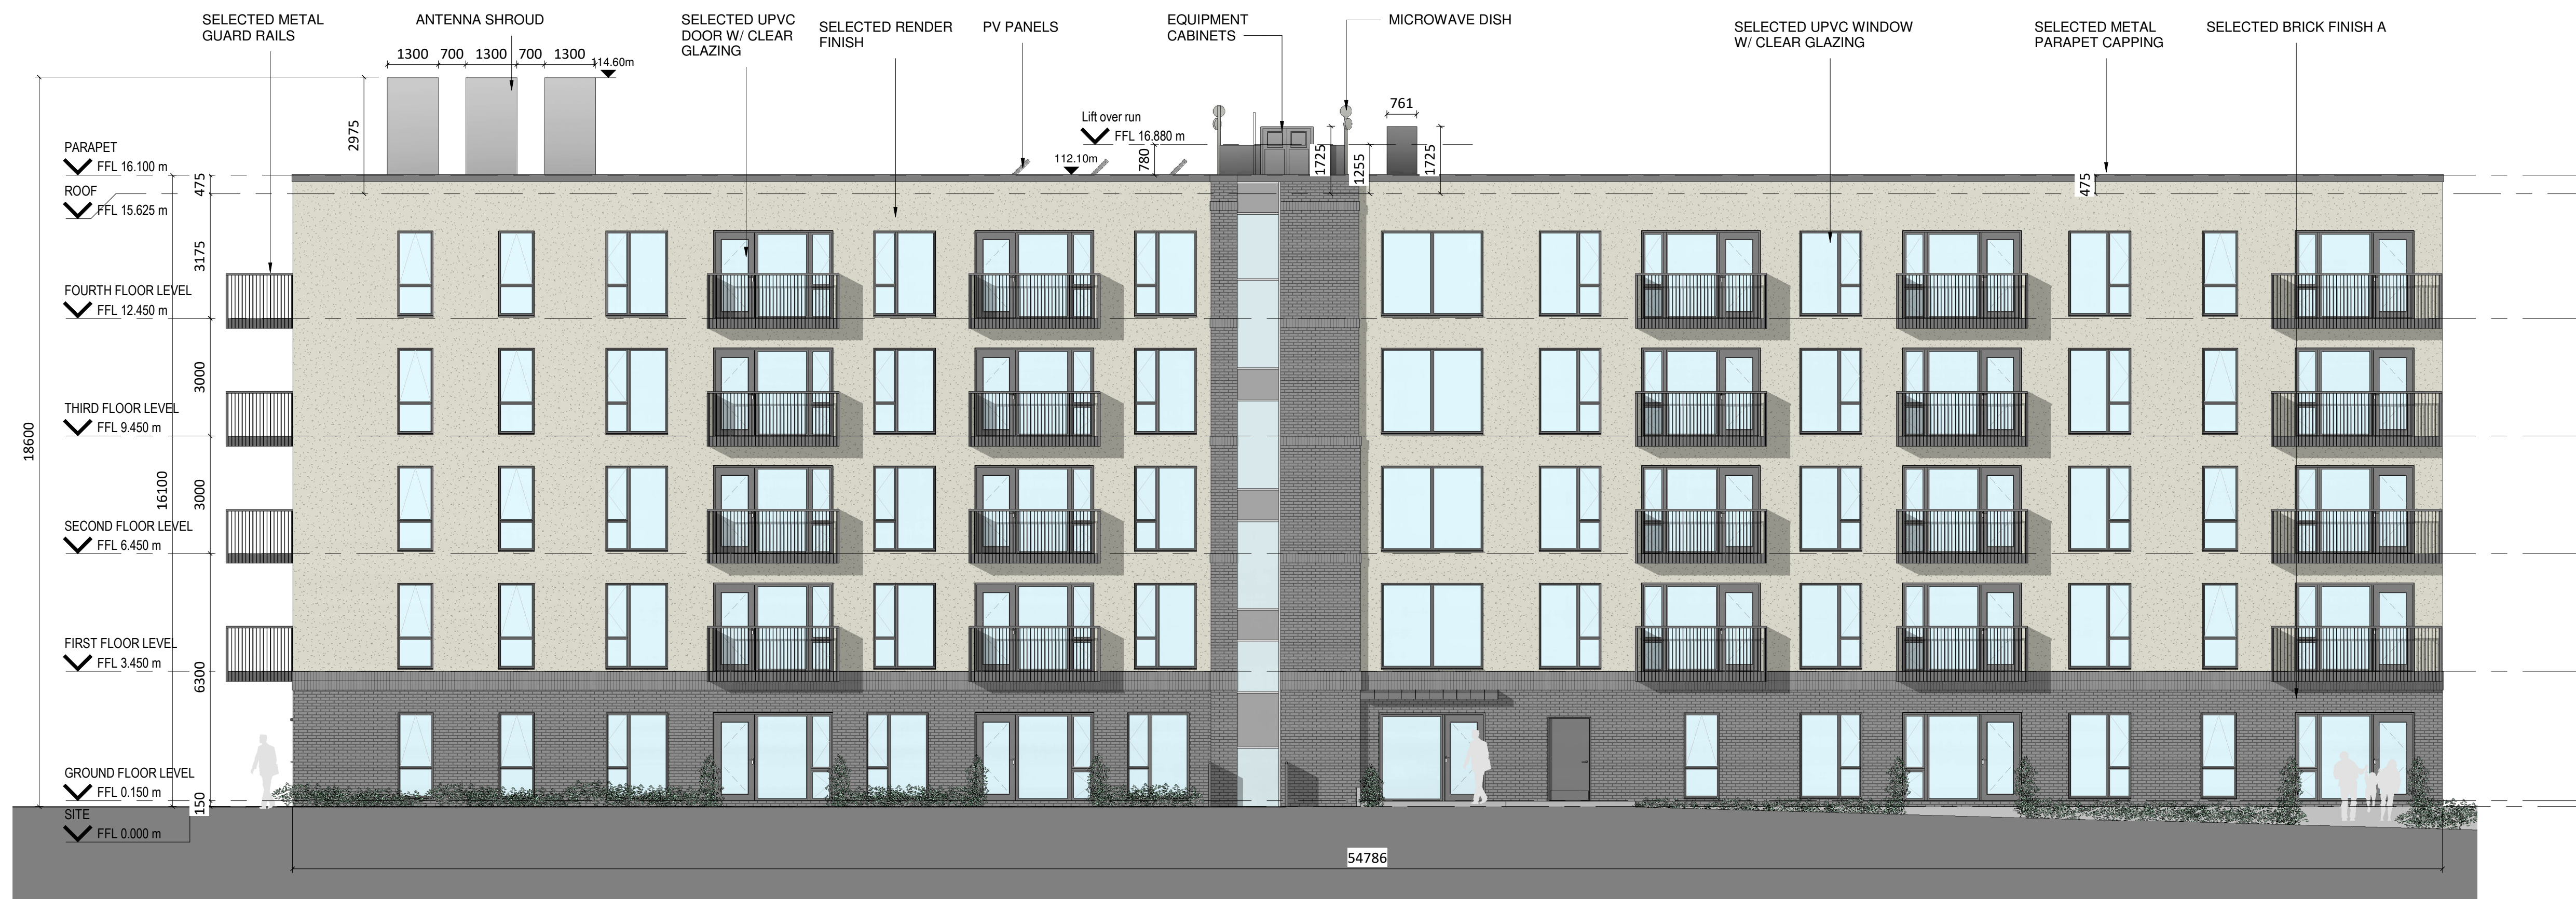 SELECTED METAL
GUARD RAILS
ANTENNA SHROUD
SELECTED UPVC
DOOR W/ CLEAR
GLAZING
SELECTED RENDER
FINISH
PV PANELS
EQUIPMENT
CABINETS
MICROWAVE DISH
SELECTED UPVC WINDOW
W/ CLEAR GLAZING
SELECTED METAL
PARAPET CAPPING
SELECTED BRICK FINISH A
1300 700 1300 700 1300
114.60m
2975
Lift over run
FFL 16.880 m
112.10m
780
1725
1255
761
1725
475
PARAPET
FFL 16.100 m
ROOF
FFL 15.625 m
475
3175
FOURTH FLOOR LEVEL
FFL 12.450 m
3000
THIRD FLOOR LEVEL
FFL 9.450 m
18600
16100
3000
SECOND FLOOR LEVEL
FFL 6.450 m
FIRST FLOOR LEVEL
FFL 3.450 m
6300
GROUND FLOOR LEVEL
FFL 0.150 m
150
SITE
FFL 0.000 m
54786